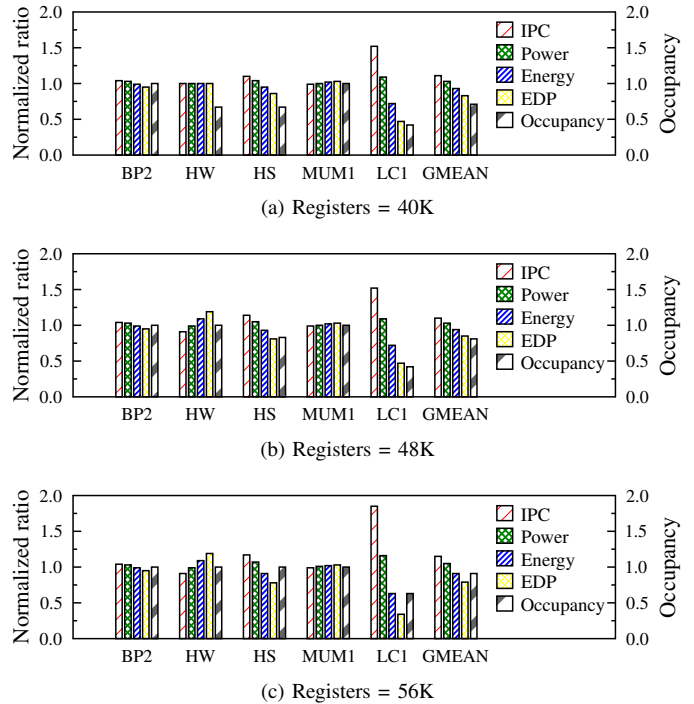 2.0 2.0
IPC
1.5 Power 1.5
Energy
1.0 1.0
EDP
0.5 Occupancy 0.5
0.0 0.0
Normalized ratio
Occupancy
BP2 HW HS MUM1 LC1 GMEAN
(a) Registers = 40K
2.0 2.0
IPC
1.5 Power 1.5
Energy
1.0 1.0
EDP
0.5 Occupancy 0.5
0.0 0.0
Normalized ratio
Occupancy
BP2 HW HS MUM1 LC1 GMEAN
(b) Registers = 48K
2.0 2.0
IPC
1.5 Power 1.5
Energy
1.0 1.0
EDP
0.5 Occupancy 0.5
0.0 0.0
Normalized ratio
Occupancy
BP2 HW HS MUM1 LC1 GMEAN
(c) Registers = 56K